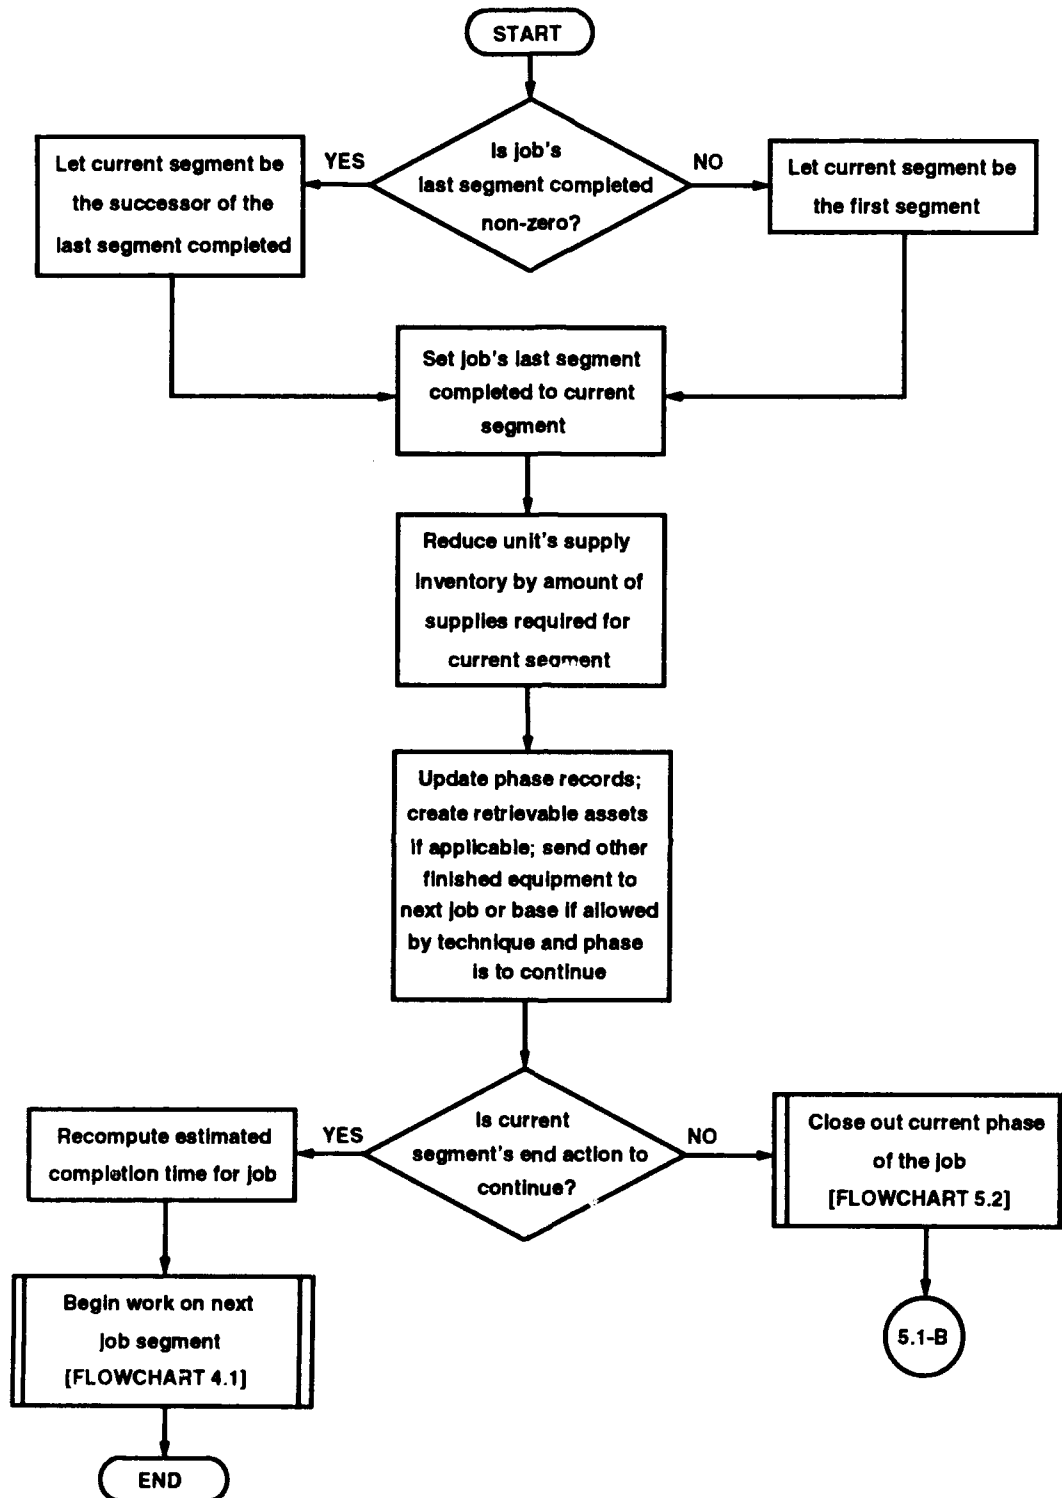 START
Is job's
last segment completed
non-zero?
YES
NO
Let current segment be
the successor of the
last segment completed
Let current segment be
the first segment
Set job's last segment
completed to current
segment
Reduce unit's supply
inventory by amount of
supplies required for
current segment
Update phase records;
create retrievable assets
if applicable; send other
finished equipment to
next job or base if allowed
by technique and phase
is to continue
Is current
segment's end action to
continue?
YES
NO
Recompute estimated
completion time for job
Close out current phase
of the job
[FLOWCHART 5.2]
Begin work on next
job segment
[FLOWCHART 4.1]
5.1-B
END